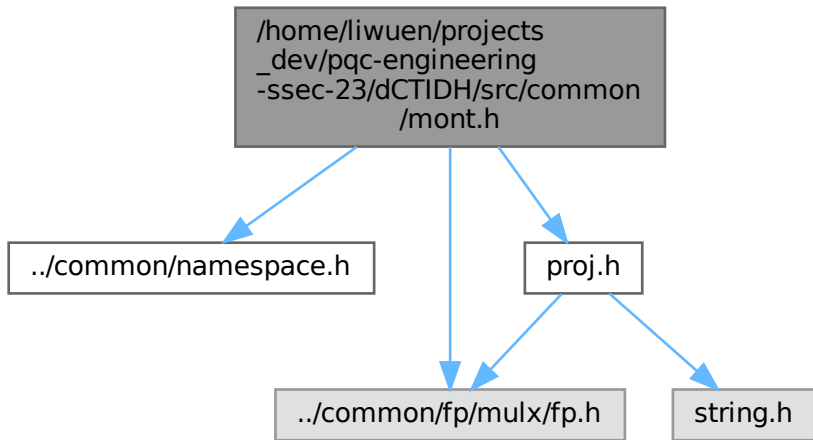 /home/liwuen/projects
_dev/pqc-engineering
-ssec-23/dCTIDH/src/common
/mont.h
../common/namespace.h
proj.h
../common/fp/mulx/fp.h
string.h